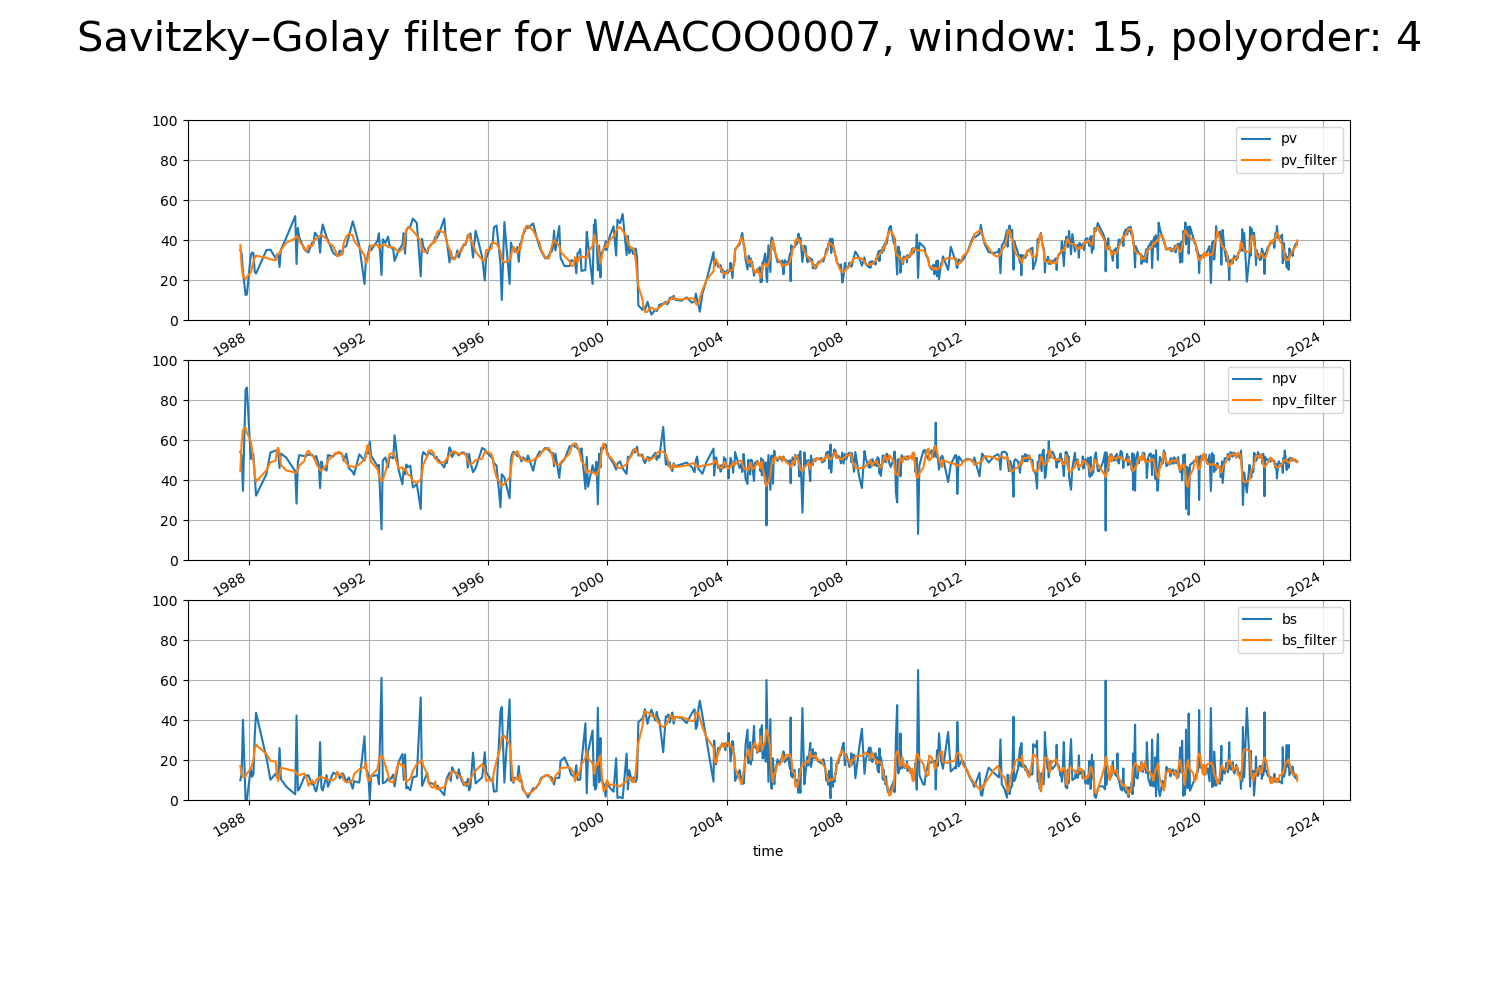 Savitzky–Golay filter for WAACOO0007, window: 15, polyorder: 4
100
80
60
40
20
0
pv
pv_filter
1988 1992 1996 2000 2004 2008 2012 2016 2020 2024
100
80
60
40
20
0
npv
npv_filter
1988 1992 1996 2000 2004 2008 2012 2016 2020 2024
100
80
60
40
20
0
bs
bs_filter
1988 1992 1996 2000 2004 2008 2012 2016 2020 2024
time